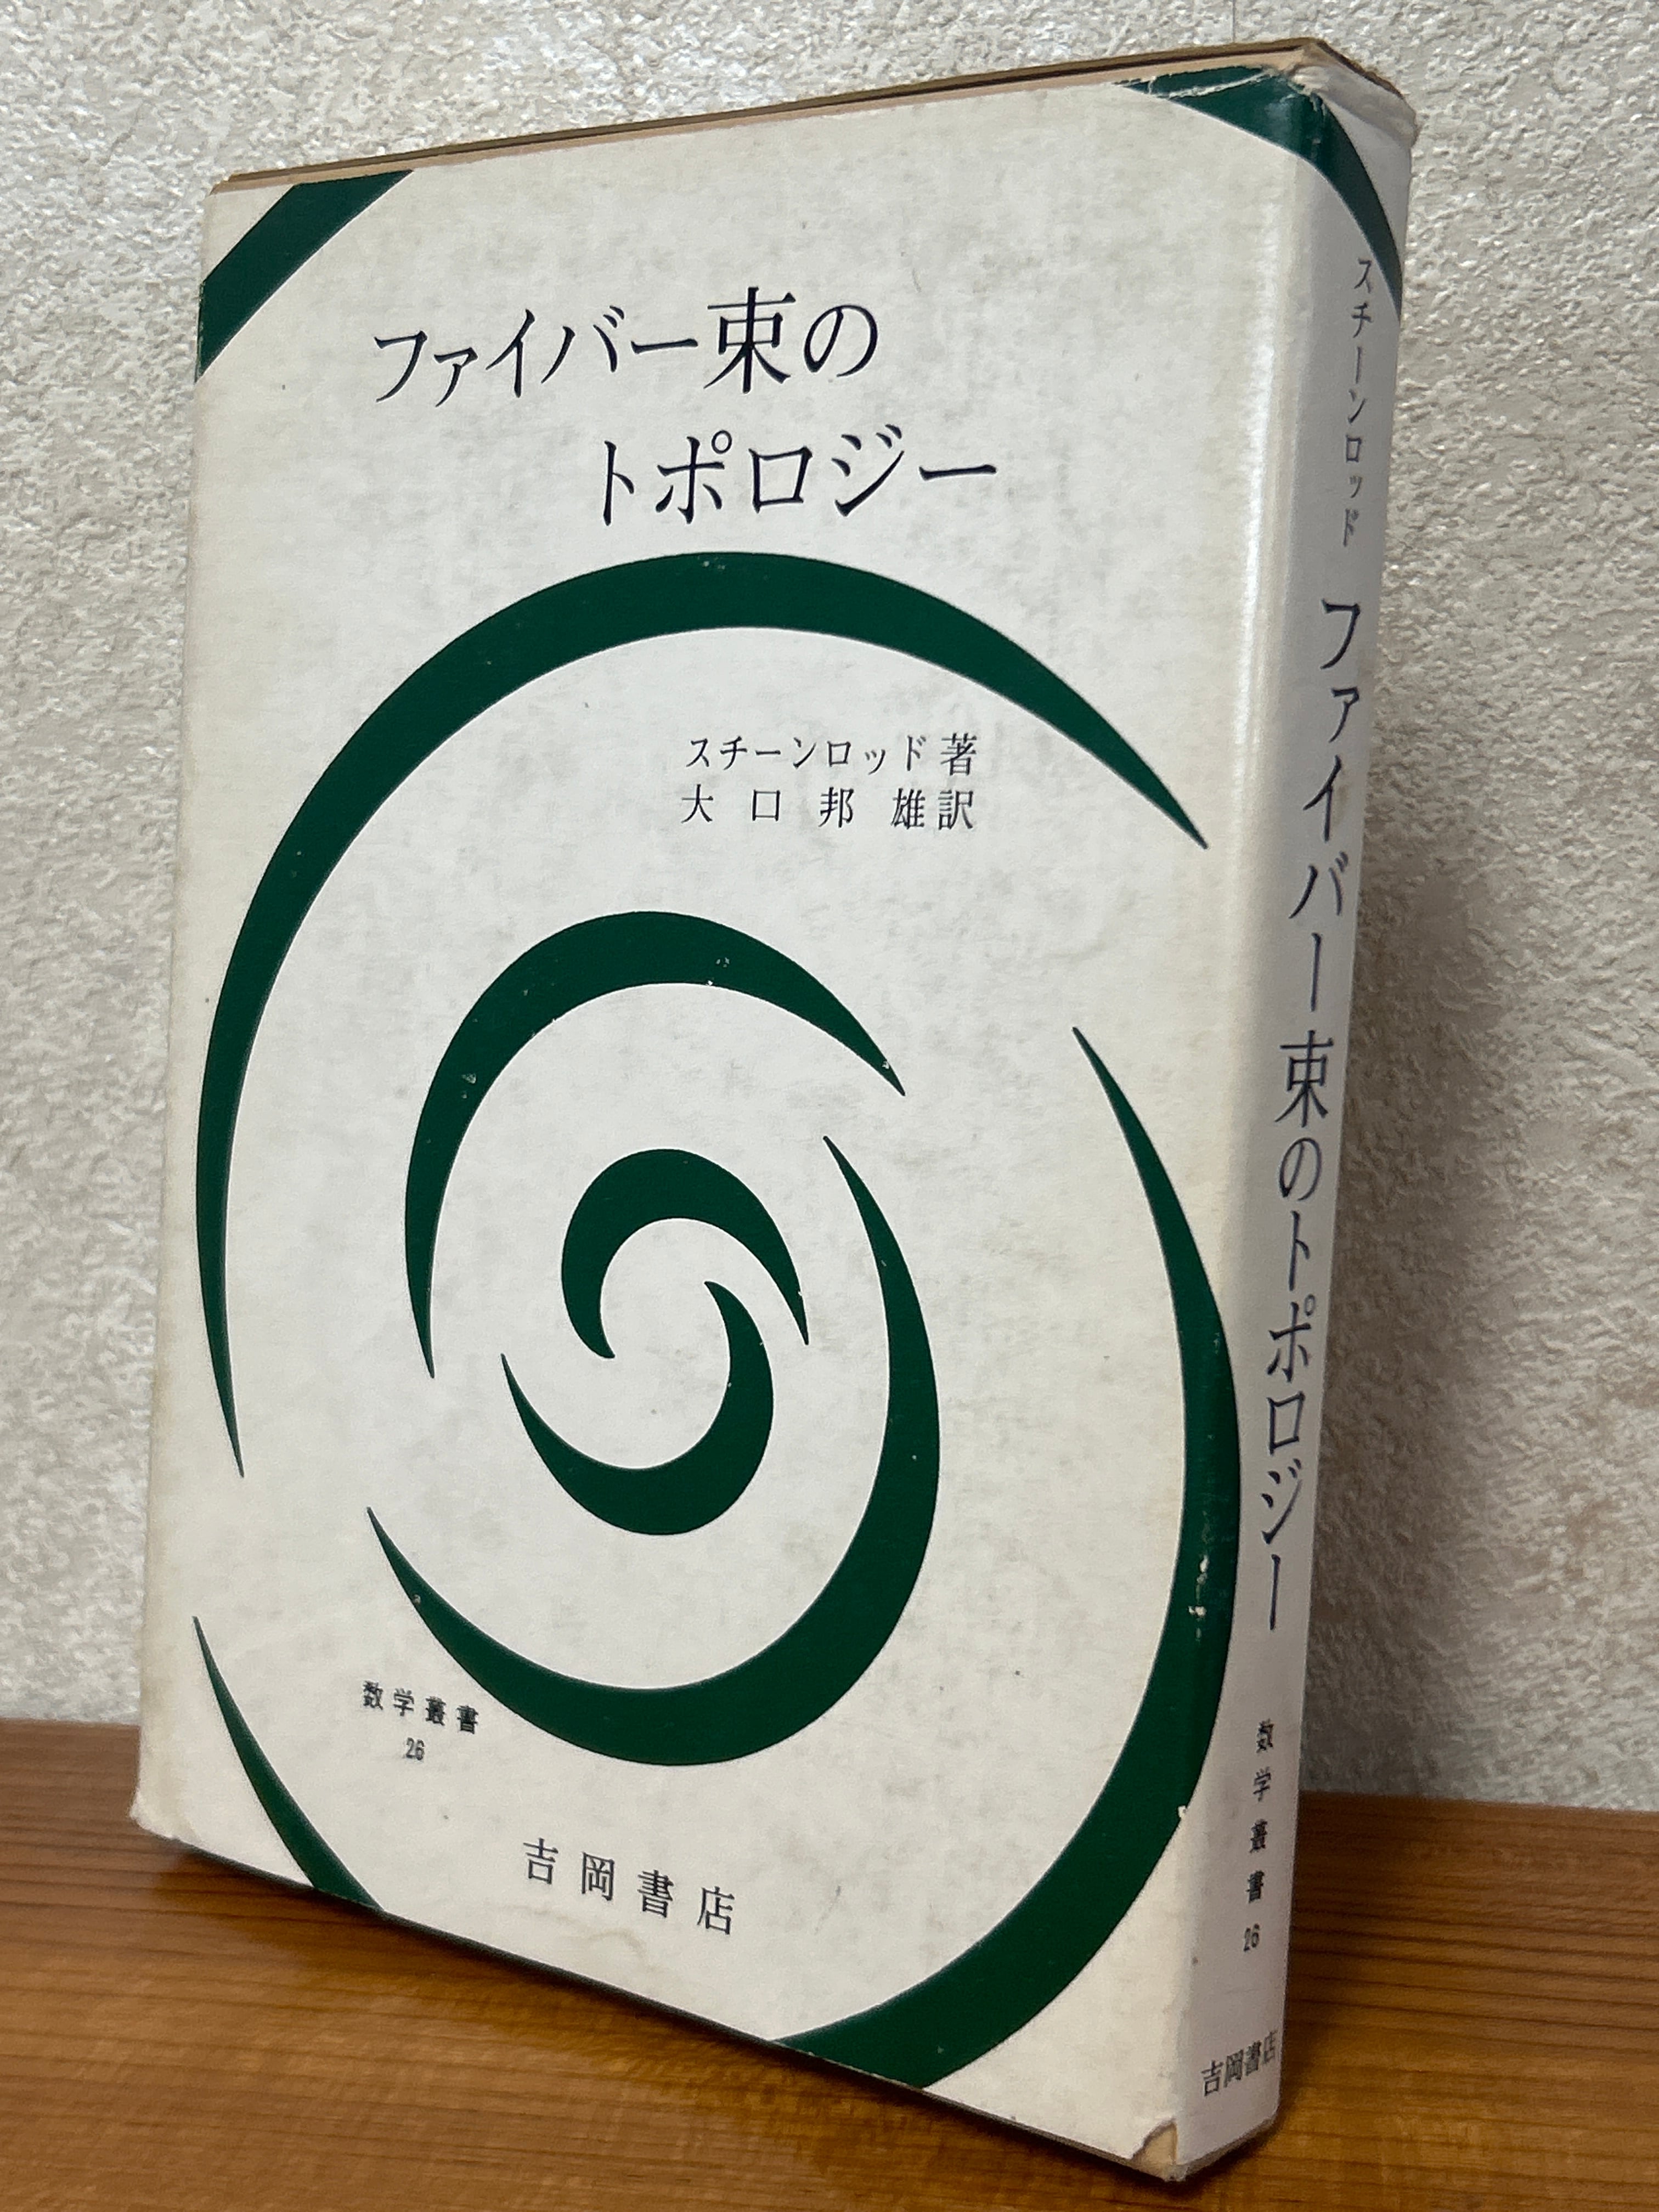 ファイバー束の
トポロジー
スチーンロッド著
大口邦雄訳
数学叢書
26
吉岡書店
スチーンロッド ファイバー束のトポロジー 数学叢書 26 吉岡書店